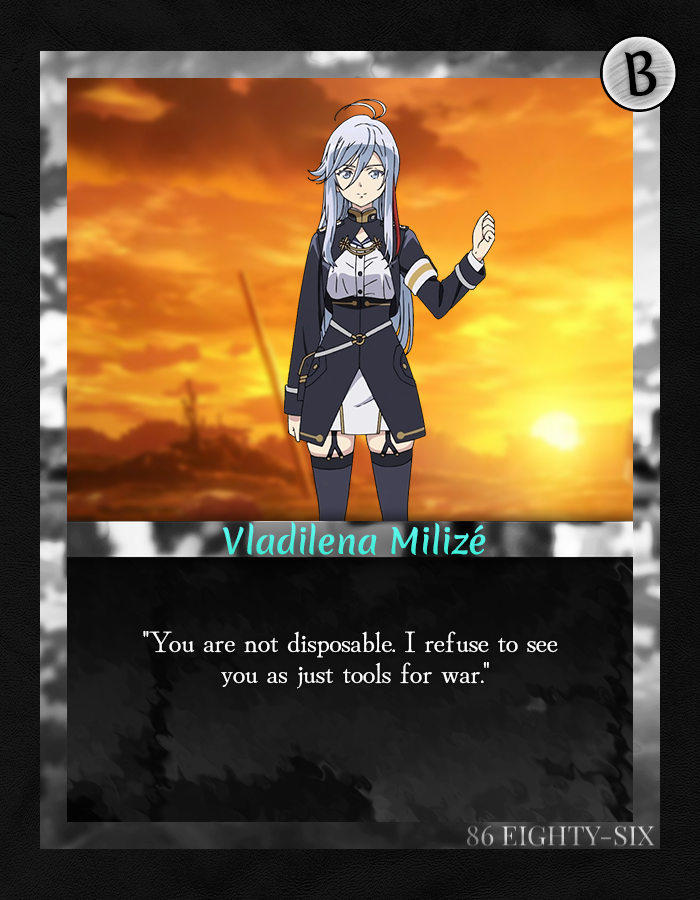 B
Vladilena Milizé
"You are not disposable. I refuse to see
you as just tools for war."
86 EIGHTY-SIX